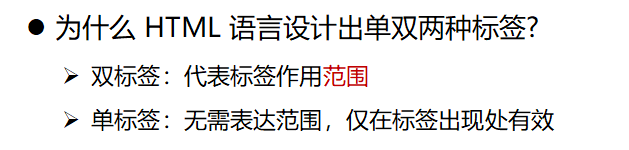 ● 为什么 HTML 语言设计出单双两种标签?
➢ 双标签：代表标签作用范围
➢ 单标签：无需表达范围，仅在标签出现处有效